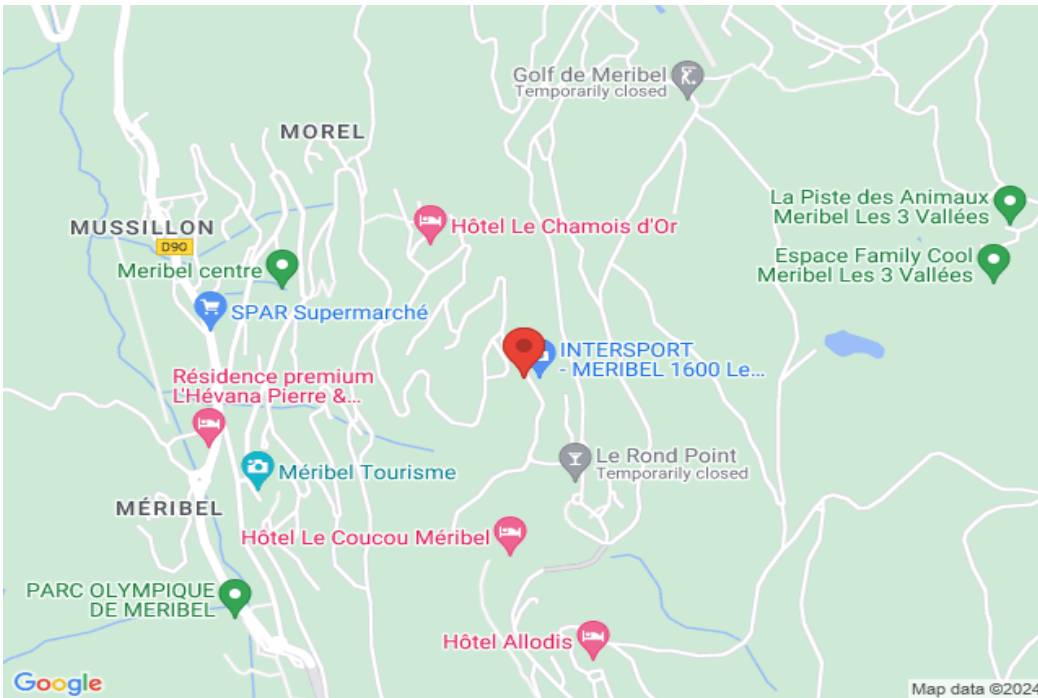 Golf de Meribel
Temporarily closed
MOREL
La Piste des Animaux
Meribel Les 3 Vallées
MUSSILLON
D90
Hôtel Le Chamois d'Or
Espace Family Cool
Meribel Les 3 Vallées
Meribel centre
SPAR Supermarché
INTERSPORT
- MERIBEL 1600 Le...
Résidence premium
L'Hévana Pierre &...
Le Rond Point
Temporarily closed
Méribel Tourisme
MÉRIBEL
Hôtel Le Coucou Méribel
PARC OLYMPIQUE
DE MERIBEL
Hôtel Allodis
Google
Map data ©2024